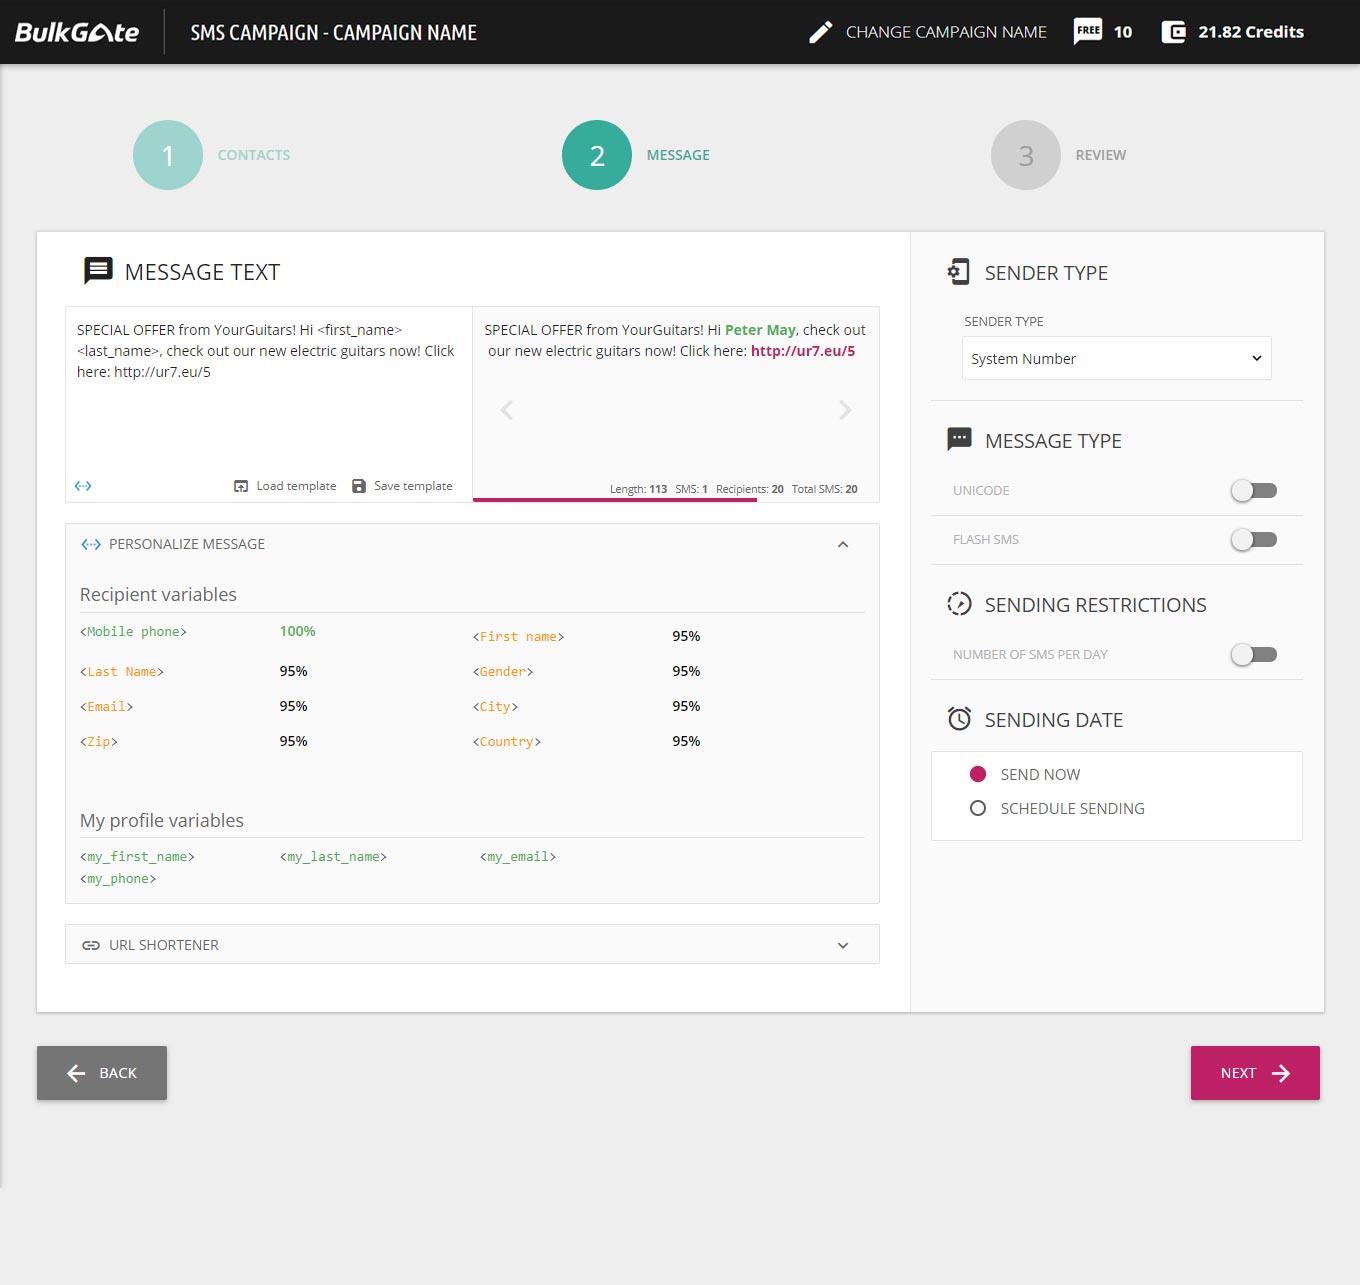 BulkGate
SMS CAMPAIGN - CAMPAIGN NAME
CHANGE CAMPAIGN NAME
FREE 10
21.82 Credits
1 CONTACTS
2 MESSAGE
3 REVIEW
MESSAGE TEXT
SPECIAL OFFER from YourGuitars! Hi <first_name>
<last_name>, check out our new electric guitars now! Click
here: http://ur7.eu/5
Load template
Save template
SPECIAL OFFER from YourGuitars! Hi Peter May, check out
our new electric guitars now! Click here: http://ur7.eu/5
Length: 113 SMS: 1 Recipients: 20 Total SMS: 20
PERSONALIZE MESSAGE
Recipient variables
<Mobile phone> 100% <First name> 95%
<Last Name> 95% <Gender> 95%
<Email> 95% <City> 95%
<Zip> 95% <Country> 95%
My profile variables
<my_first_name> <my_last_name> <my_email>
<my_phone>
URL SHORTENER
SENDER TYPE
SENDER TYPE
System Number
MESSAGE TYPE
UNICODE
FLASH SMS
SENDING RESTRICTIONS
NUMBER OF SMS PER DAY
SENDING DATE
SEND NOW
SCHEDULE SENDING
BACK
NEXT